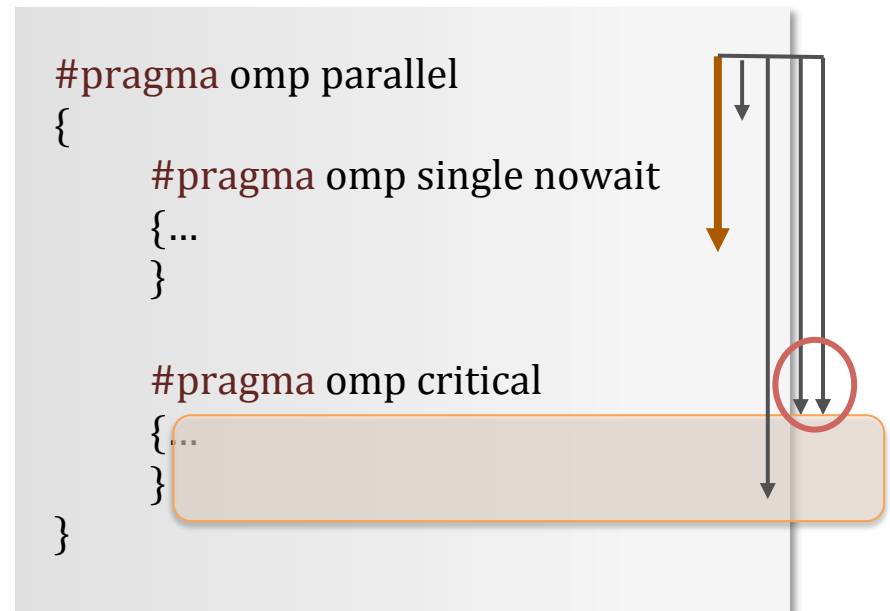 #pragma omp parallel
{
#pragma omp single nowait
{…
}
#pragma omp critical
{…
}
}